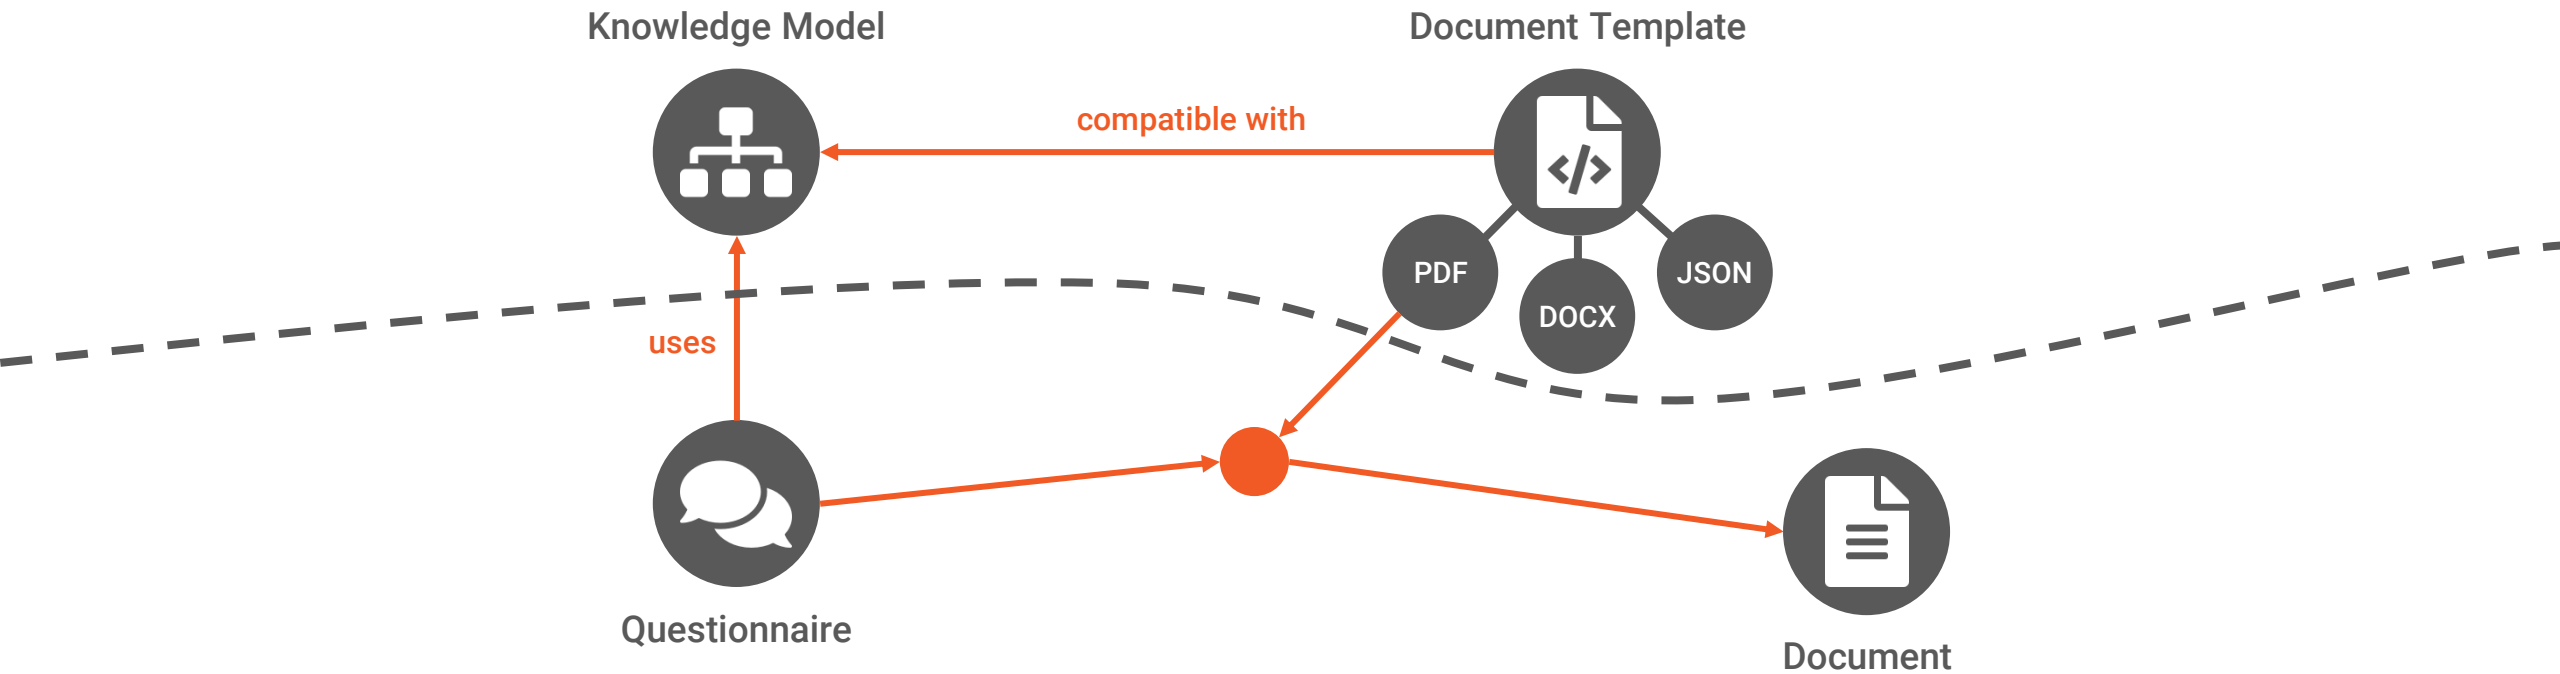 Knowledge Model
Document Template
compatible with
</>
PDF
JSON
DOCX
uses
Questionnaire
Document